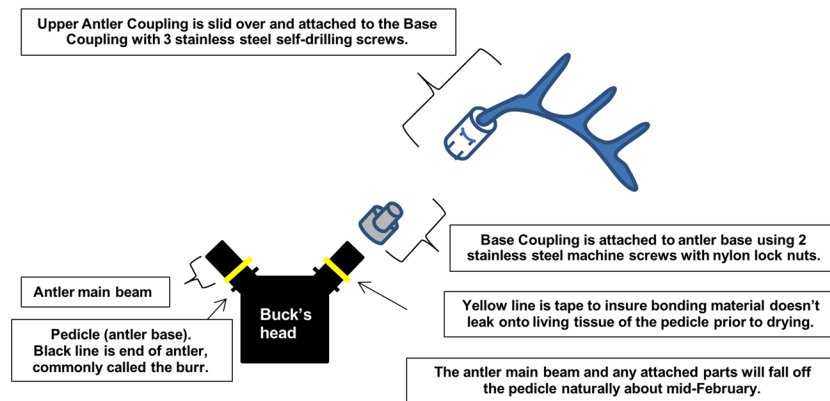 Upper Antler Coupling is slid over and attached to the Base
Coupling with 3 stainless steel self-drilling screws.
Base Coupling is attached to antler base using 2
stainless steel machine screws with nylon lock nuts.
Antler main beam
Buck’s
head
Yellow line is tape to insure bonding material doesn’t
leak onto living tissue of the pedicle prior to drying.
Pedicle (antler base).
Black line is end of antler,
commonly called the burr.
The antler main beam and any attached parts will fall off
the pedicle naturally about mid-February.